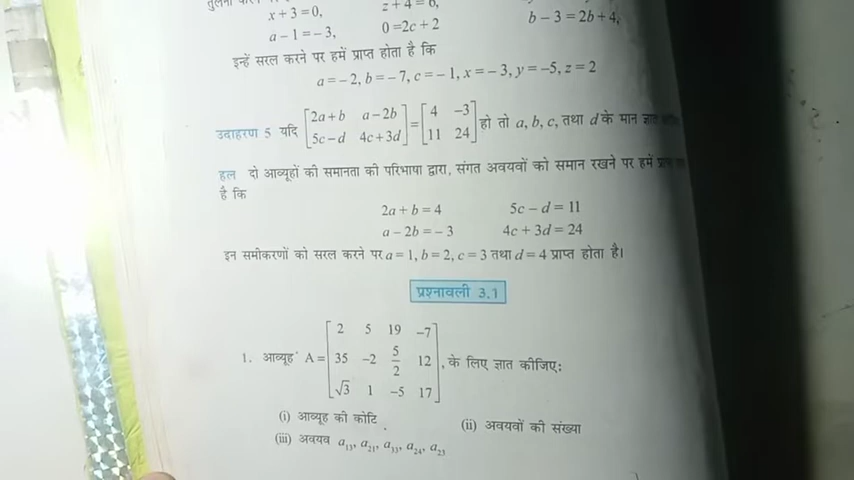 x + 3 = 0, z + 4 = 6,
a – 1 = – 3, 0 = 2c + 2 b – 3 = 2b + 4,
इन्हें सरल करने पर हमें प्राप्त होता है कि
a = – 2, b = – 7, c = – 1, x = – 3, y = –5, z = 2
उदाहरण 5 यदि [2a + b a – 2b; 5c – d 4c + 3d] = [4 –3; 11 24] हो तो a, b, c, तथा d के मान ज्ञात
हल दो आव्यूहों की समानता की परिभाषा द्वारा, संगत अवयवों को समान रखने पर हमें
है कि
2a + b = 4 5c – d = 11
a – 2b = – 3 4c + 3d = 24
इन समीकरणों को सरल करने पर a = 1, b = 2, c = 3 तथा d = 4 प्राप्त होता है।
प्रश्नावली 3.1
1. आव्यूह A = [2 5 19 –7; 35 –2 5/2 12; √3 1 –5 17], के लिए ज्ञात कीजिए:
(i) आव्यूह की कोटि (ii) अवयवों की संख्या
(iii) अवयव a₁₃, a₂₁, a₃₃, a₂₄, a₂₃